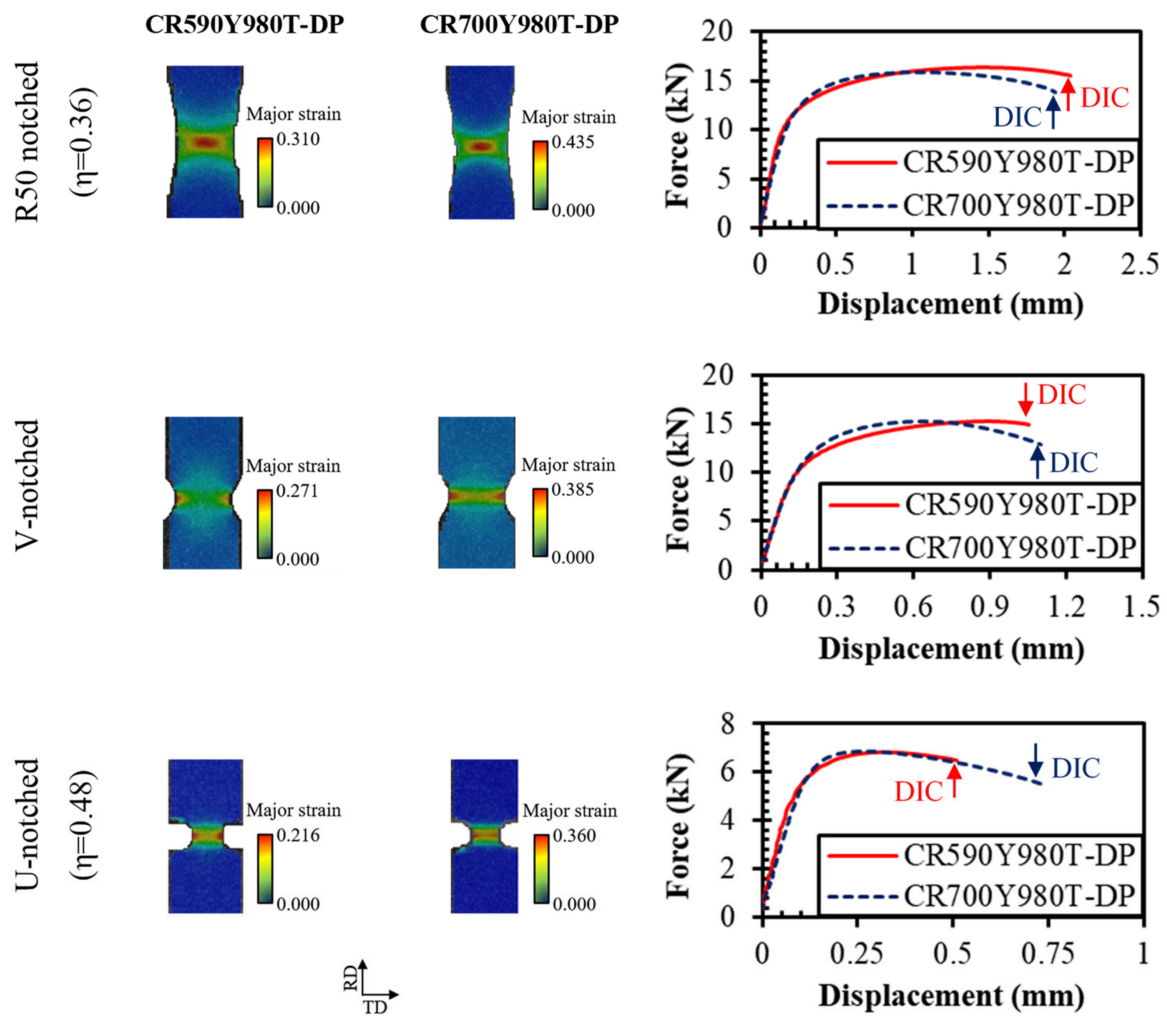 CR590Y980T-DP
CR700Y980T-DP
R50 notched
(η=0.36)
Major strain
0.310
0.000
Major strain
0.435
0.000
Force (kN)
20
15
10
5
0
DIC
DIC
CR590Y980T-DP
CR700Y980T-DP
0 0.5 1 1.5 2 2.5
Displacement (mm)
V-notched
Major strain
0.271
0.000
Major strain
0.385
0.000
Force (kN)
20
15
10
5
0
DIC
DIC
CR590Y980T-DP
CR700Y980T-DP
0 0.3 0.6 0.9 1.2 1.5
Displacement (mm)
U-notched
(η=0.48)
Major strain
0.216
0.000
Major strain
0.360
0.000
Force (kN)
8
6
4
2
0
DIC
DIC
CR590Y980T-DP
CR700Y980T-DP
0 0.25 0.5 0.75 1
Displacement (mm)
RD
TD